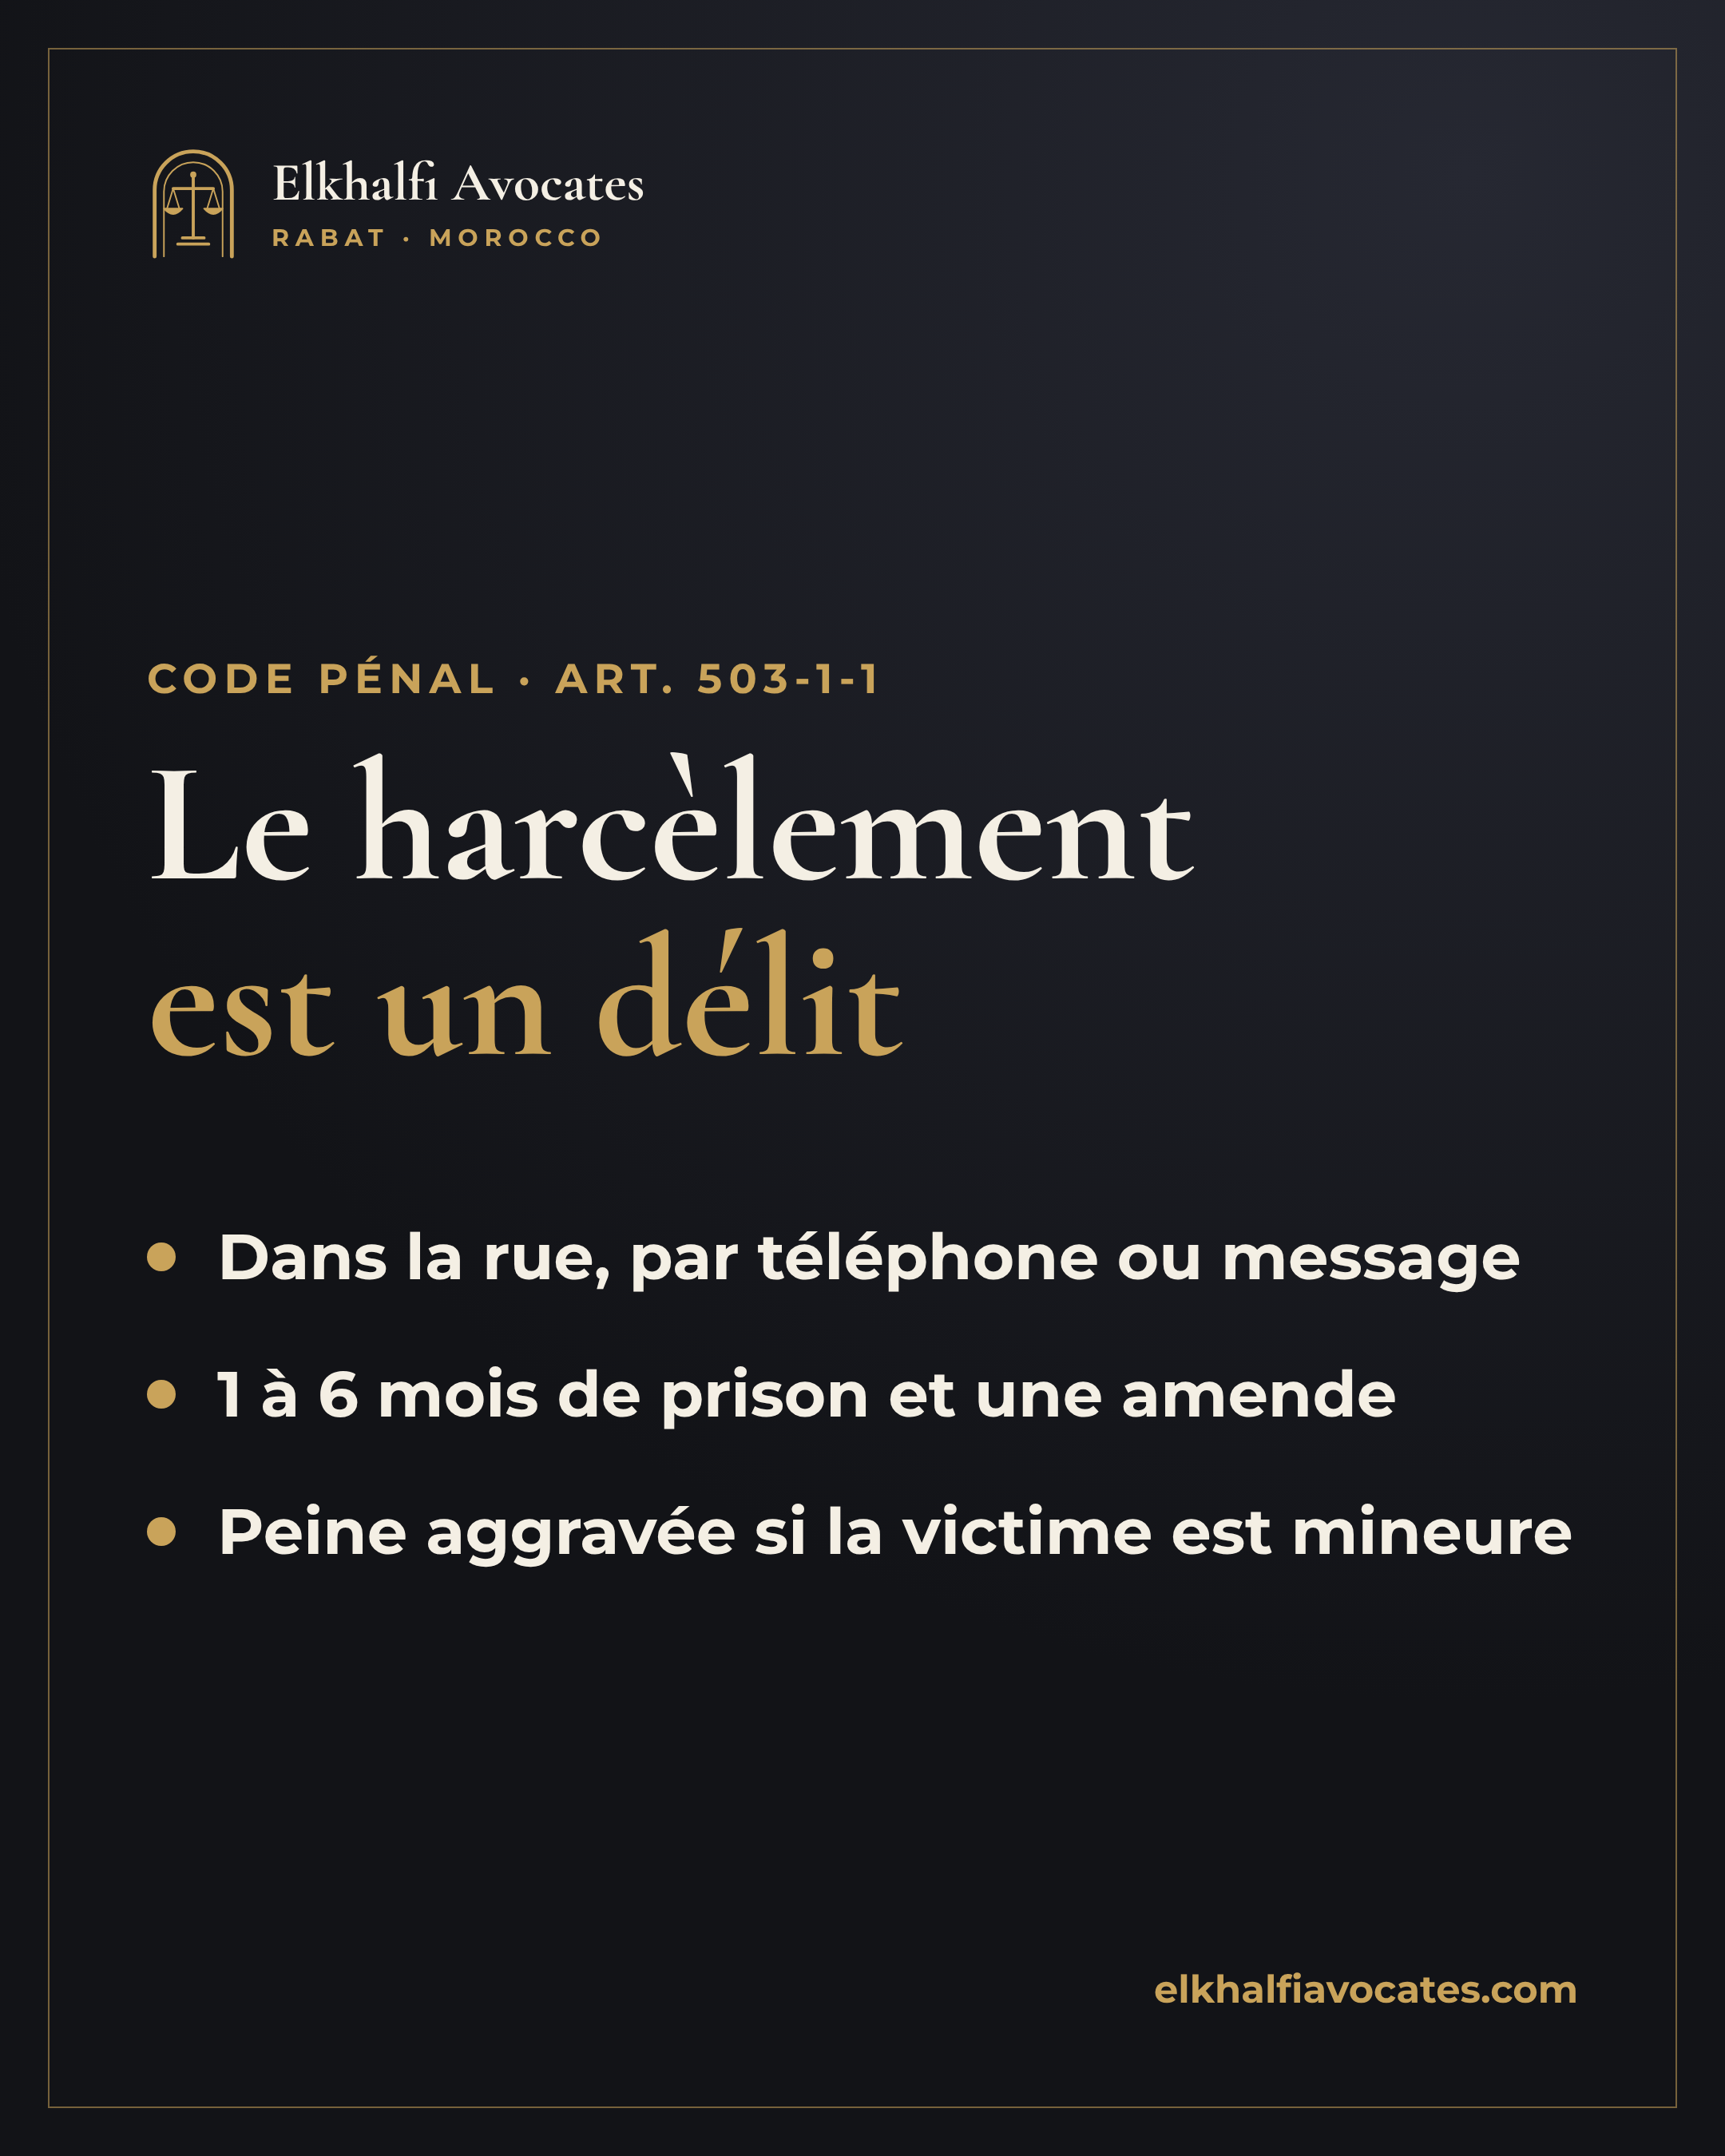 Elkhalfi Avocates
RABAT · MOROCCO
CODE PÉNAL · ART. 503-1-1
Le harcèlement
est un délit
Dans la rue, par téléphone ou message
1 à 6 mois de prison et une amende
Peine aggravée si la victime est mineure
elkhalfiavocates.com